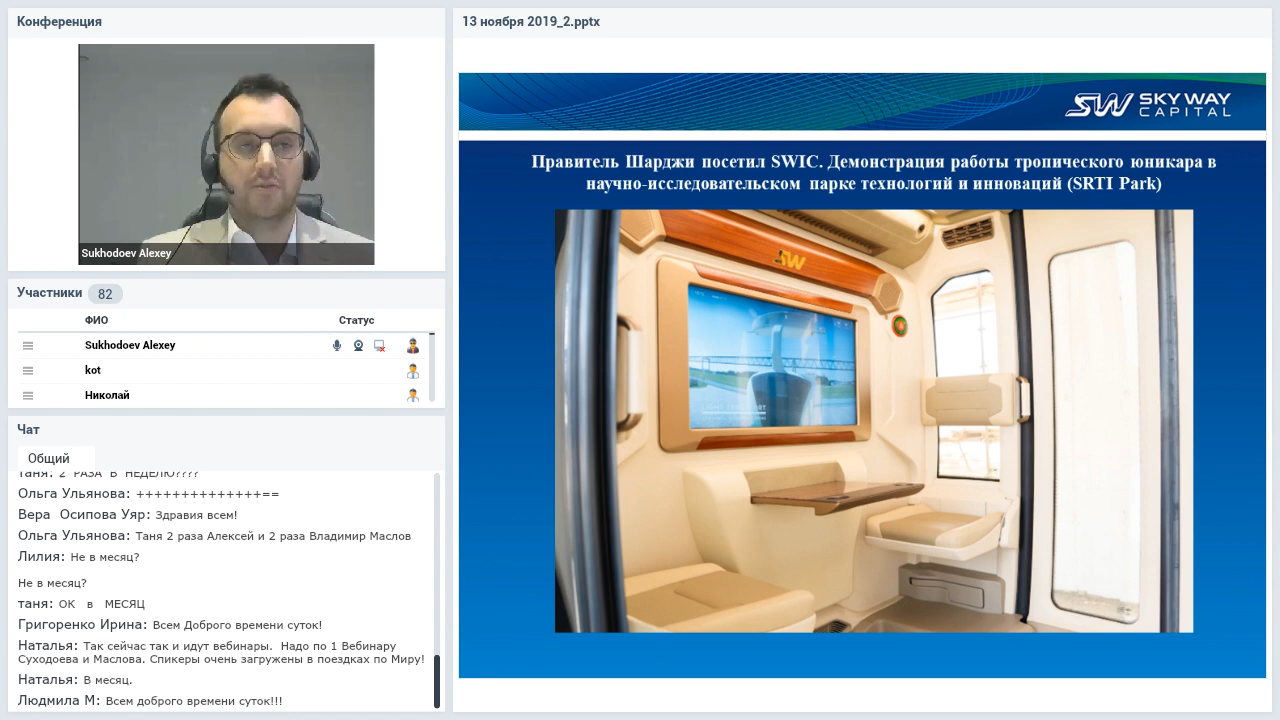 Конференция
Sukhodoev Alexey
Участники 82
ФИО Статус
Sukhodoev Alexey
kot
Николай
Чат
Общий
таня: 2 РАЗА В НЕДЕЛЮ????
Ольга Ульянова: ++++++++++++++==
Вера Осипова Уяр: Здравия всем!
Ольга Ульянова: Таня 2 раза Алексей и 2 раза Владимир Маслов
Лилия: Не в месяц?
Не в месяц?
таня: ОК в МЕСЯЦ
Григоренко Ирина: Всем Доброго времени суток!
Наталья: Так сейчас так и идут вебинары. Надо по 1 Вебинару
Суходоева и Маслова. Спикеры очень загружены в поездках по Миру!
Наталья: В месяц.
Людмила М: Всем доброго времени суток!!!
13 ноября 2019_2.pptx
SW SKY WAY
CAPITAL
Правитель Шарджи посетил SWIC. Демонстрация работы тропического юникара в
научно-исследовательском парке технологий и инноваций (SRTI Park)
SW